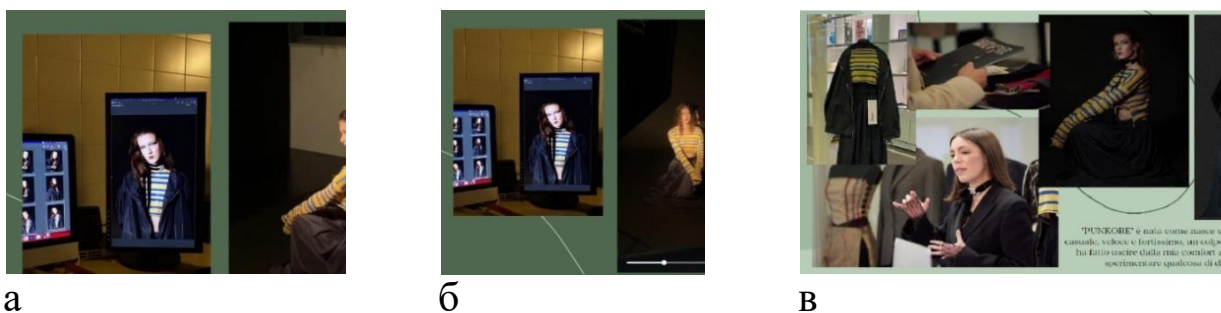 "PUNKORE" è nata come nasce u
casuale, veloce e fortissimo, un colpo
ha fatto uscire dalla mia comfort
sperimentare qualcosa di d
а
б
в